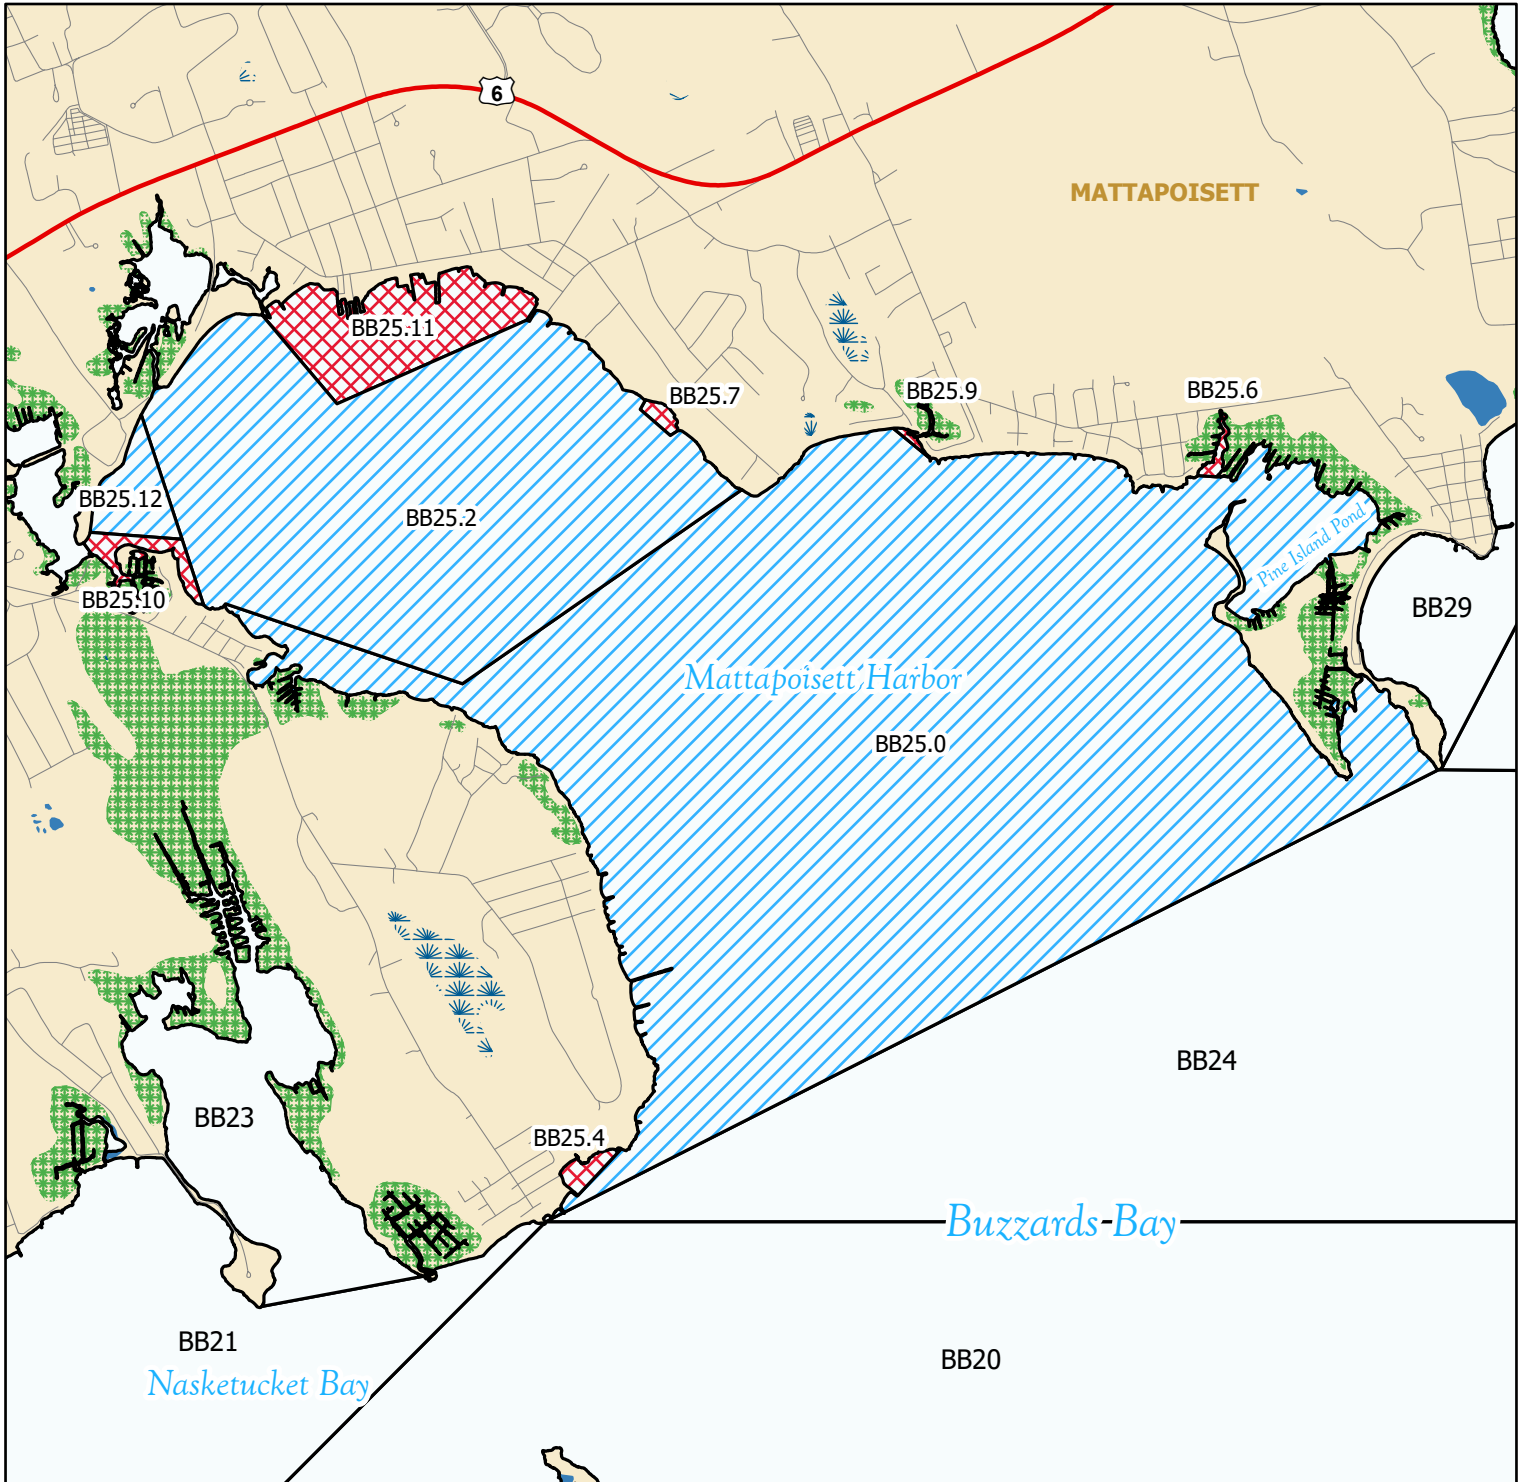 6
MATTAPOISETT
BB25.11
BB25.7
BB25.9
BB25.6
BB25.12
BB25.2
Pine Island Pond
BB25.10
BB29
Mattapoisett Harbor
BB25.0
BB24
BB23
BB25.4
Buzzards Bay
BB21
BB20
Nasketucket Bay